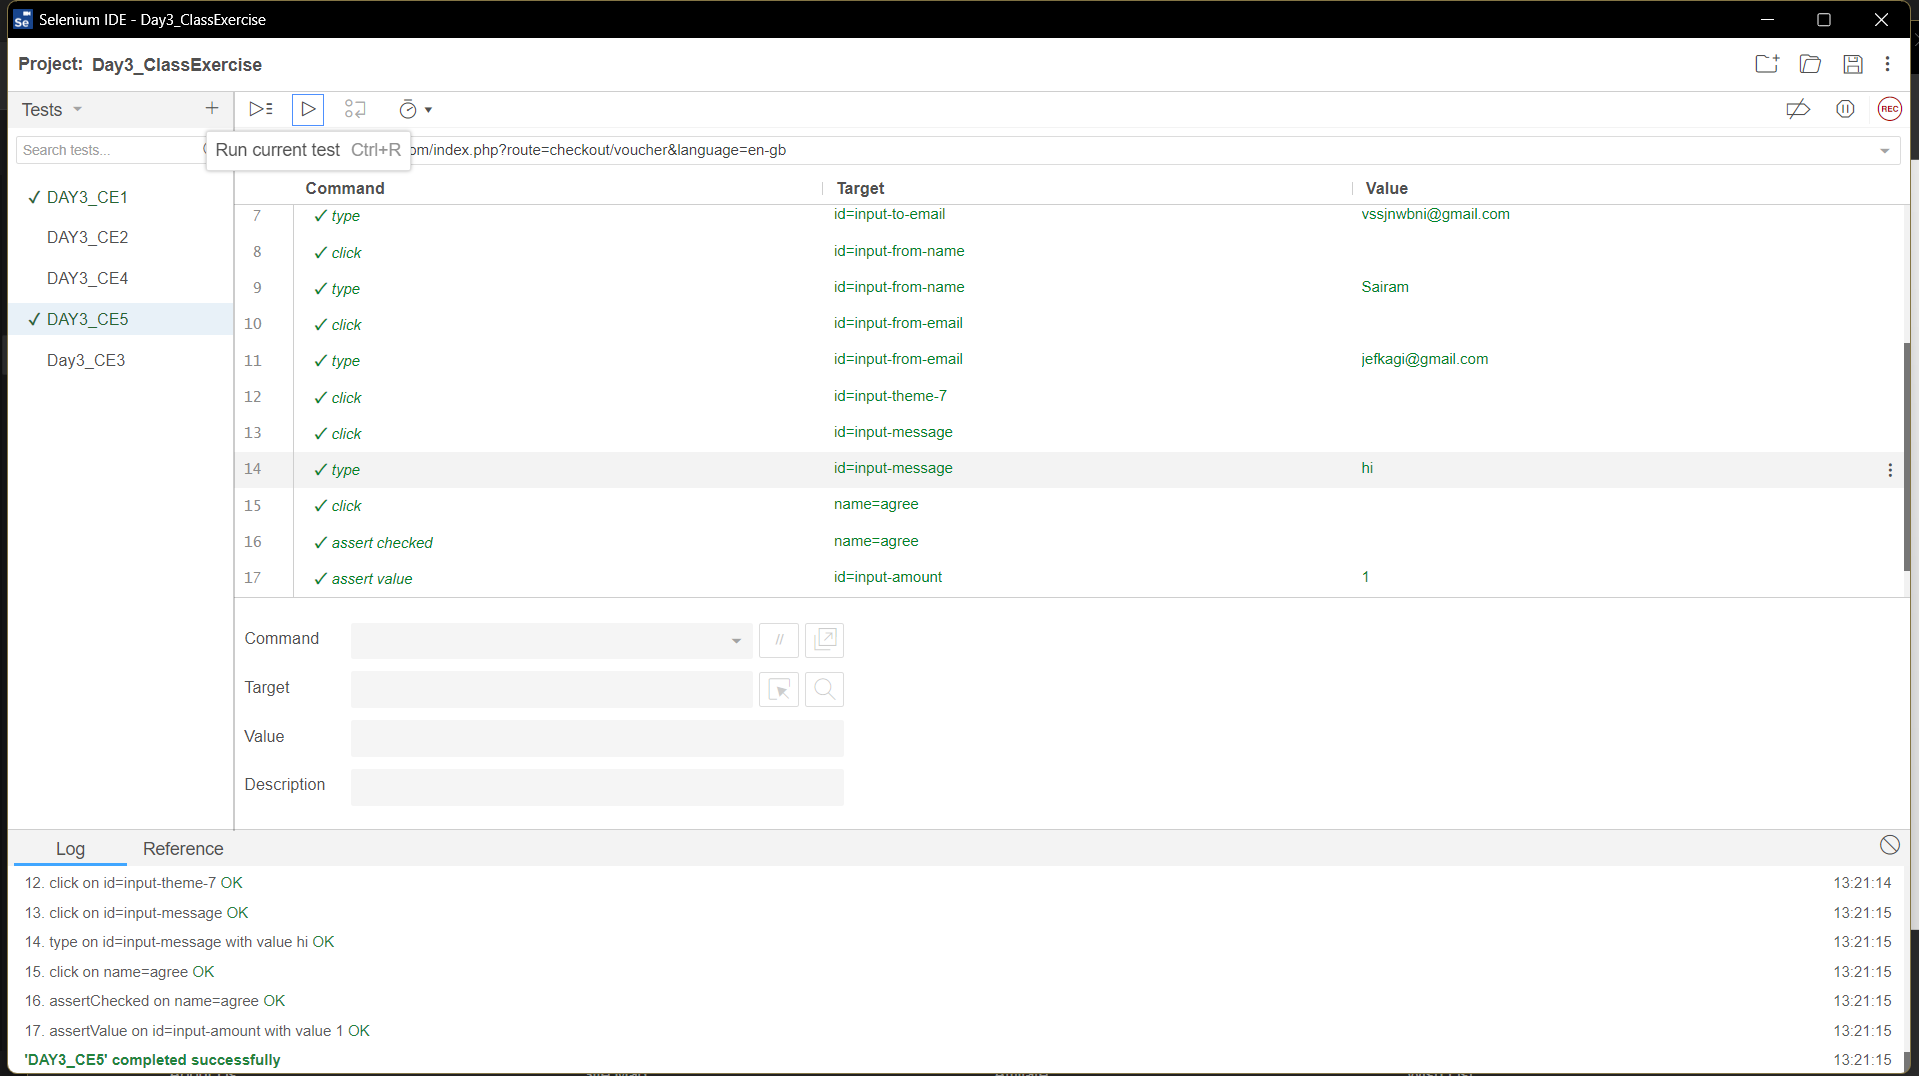 Selenium IDE - Day3_ClassExercise
Project: Day3_ClassExercise
Tests
REC
Search tests...
Run current test Ctrl+R
om/index.php?route=checkout/voucher&language=en-gb
DAY3_CE1
DAY3_CE2
DAY3_CE4
DAY3_CE5
Day3_CE3
Command Target Value
7 ✓ type id=input-to-email vssjnwbni@gmail.com
8 ✓ click id=input-from-name
9 ✓ type id=input-from-name Sairam
10 ✓ click id=input-from-email
11 ✓ type id=input-from-email jefkagi@gmail.com
12 ✓ click id=input-theme-7
13 ✓ click id=input-message
14 ✓ type id=input-message hi
15 ✓ click name=agree
16 ✓ assert checked name=agree
17 ✓ assert value id=input-amount 1
Command //
Target
Value
Description
Log Reference
12. click on id=input-theme-7 OK 13:21:14
13. click on id=input-message OK 13:21:15
14. type on id=input-message with value hi OK 13:21:15
15. click on name=agree OK 13:21:15
16. assertChecked on name=agree OK 13:21:15
17. assertValue on id=input-amount with value 1 OK 13:21:15
'DAY3_CE5' completed successfully 13:21:15